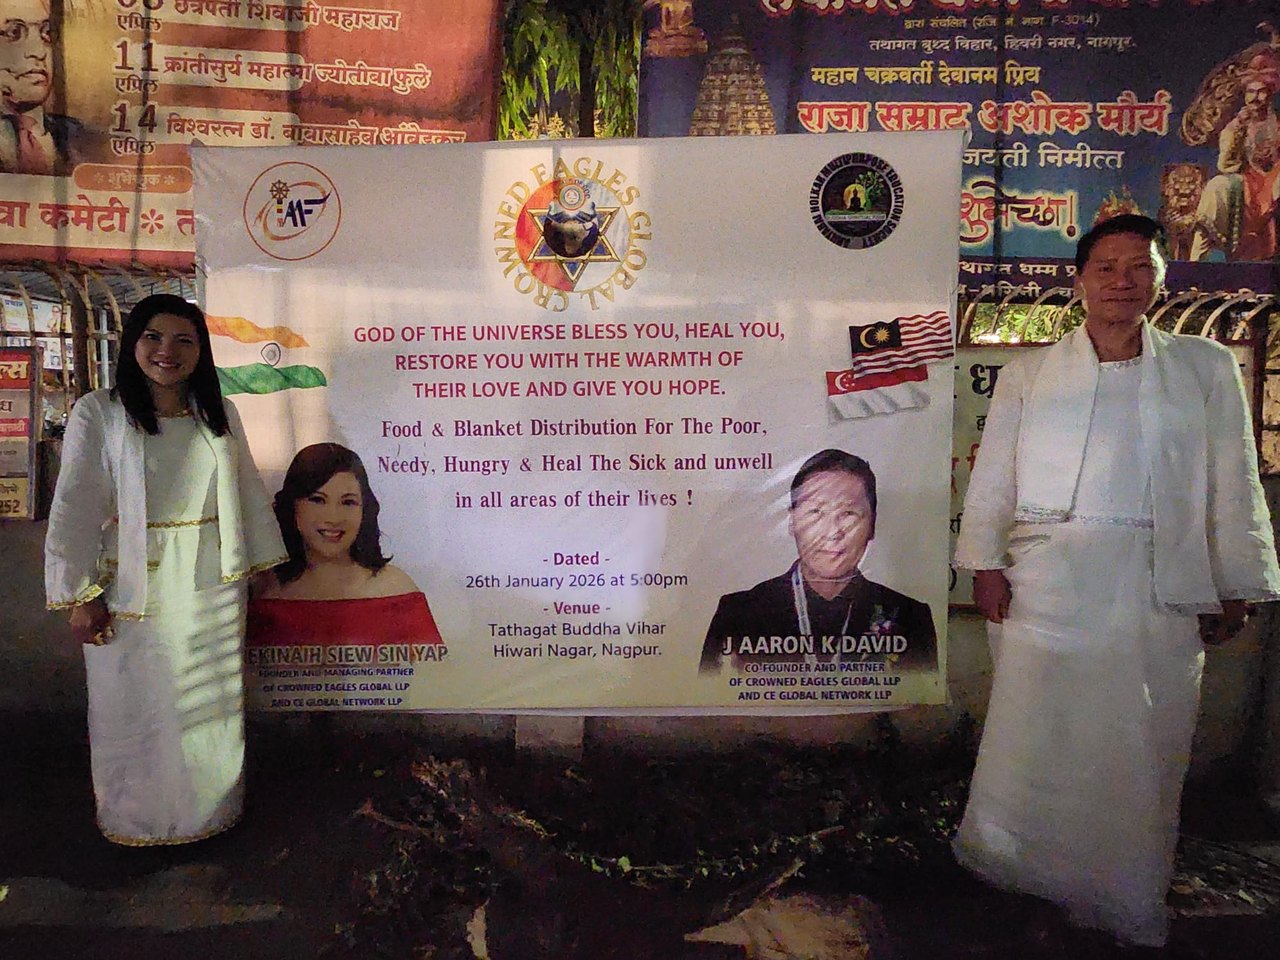 छत्रपती शिवाजी महाराज
11 एप्रिल क्रांतीसुर्य महात्मा ज्योतीबा फुले
14 एप्रिल विश्वरत्न डॉ. बाबासाहेब आंबेडकर
द्वारा संचलित (रजि नं नाग F-3014)
तथागत बुध्द विहार, हिवरी नगर, नागपुर.
महान चक्रवर्ती देवानम प्रिय
राजा सम्राट अशोक मौर्य
जयंती निमीत्त
CROWNED EAGLES GLOBAL
AMF
GOD OF THE UNIVERSE BLESS YOU, HEAL YOU,
RESTORE YOU WITH THE WARMTH OF
THEIR LOVE AND GIVE YOU HOPE.
Food & Blanket Distribution For The Poor,
Needy, Hungry & Heal The Sick and unwell
in all areas of their lives !
- Dated -
26th January 2026 at 5:00pm
- Venue -
Tathagat Buddha Vihar
Hiwari Nagar, Nagpur.
EKINAIH SIEW SIN YAP
FOUNDER AND MANAGING PARTNER
OF CROWNED EAGLES GLOBAL LLP
AND CE GLOBAL NETWORK LLP
J AARON K DAVID
CO-FOUNDER AND PARTNER
OF CROWNED EAGLES GLOBAL LLP
AND CE GLOBAL NETWORK LLP